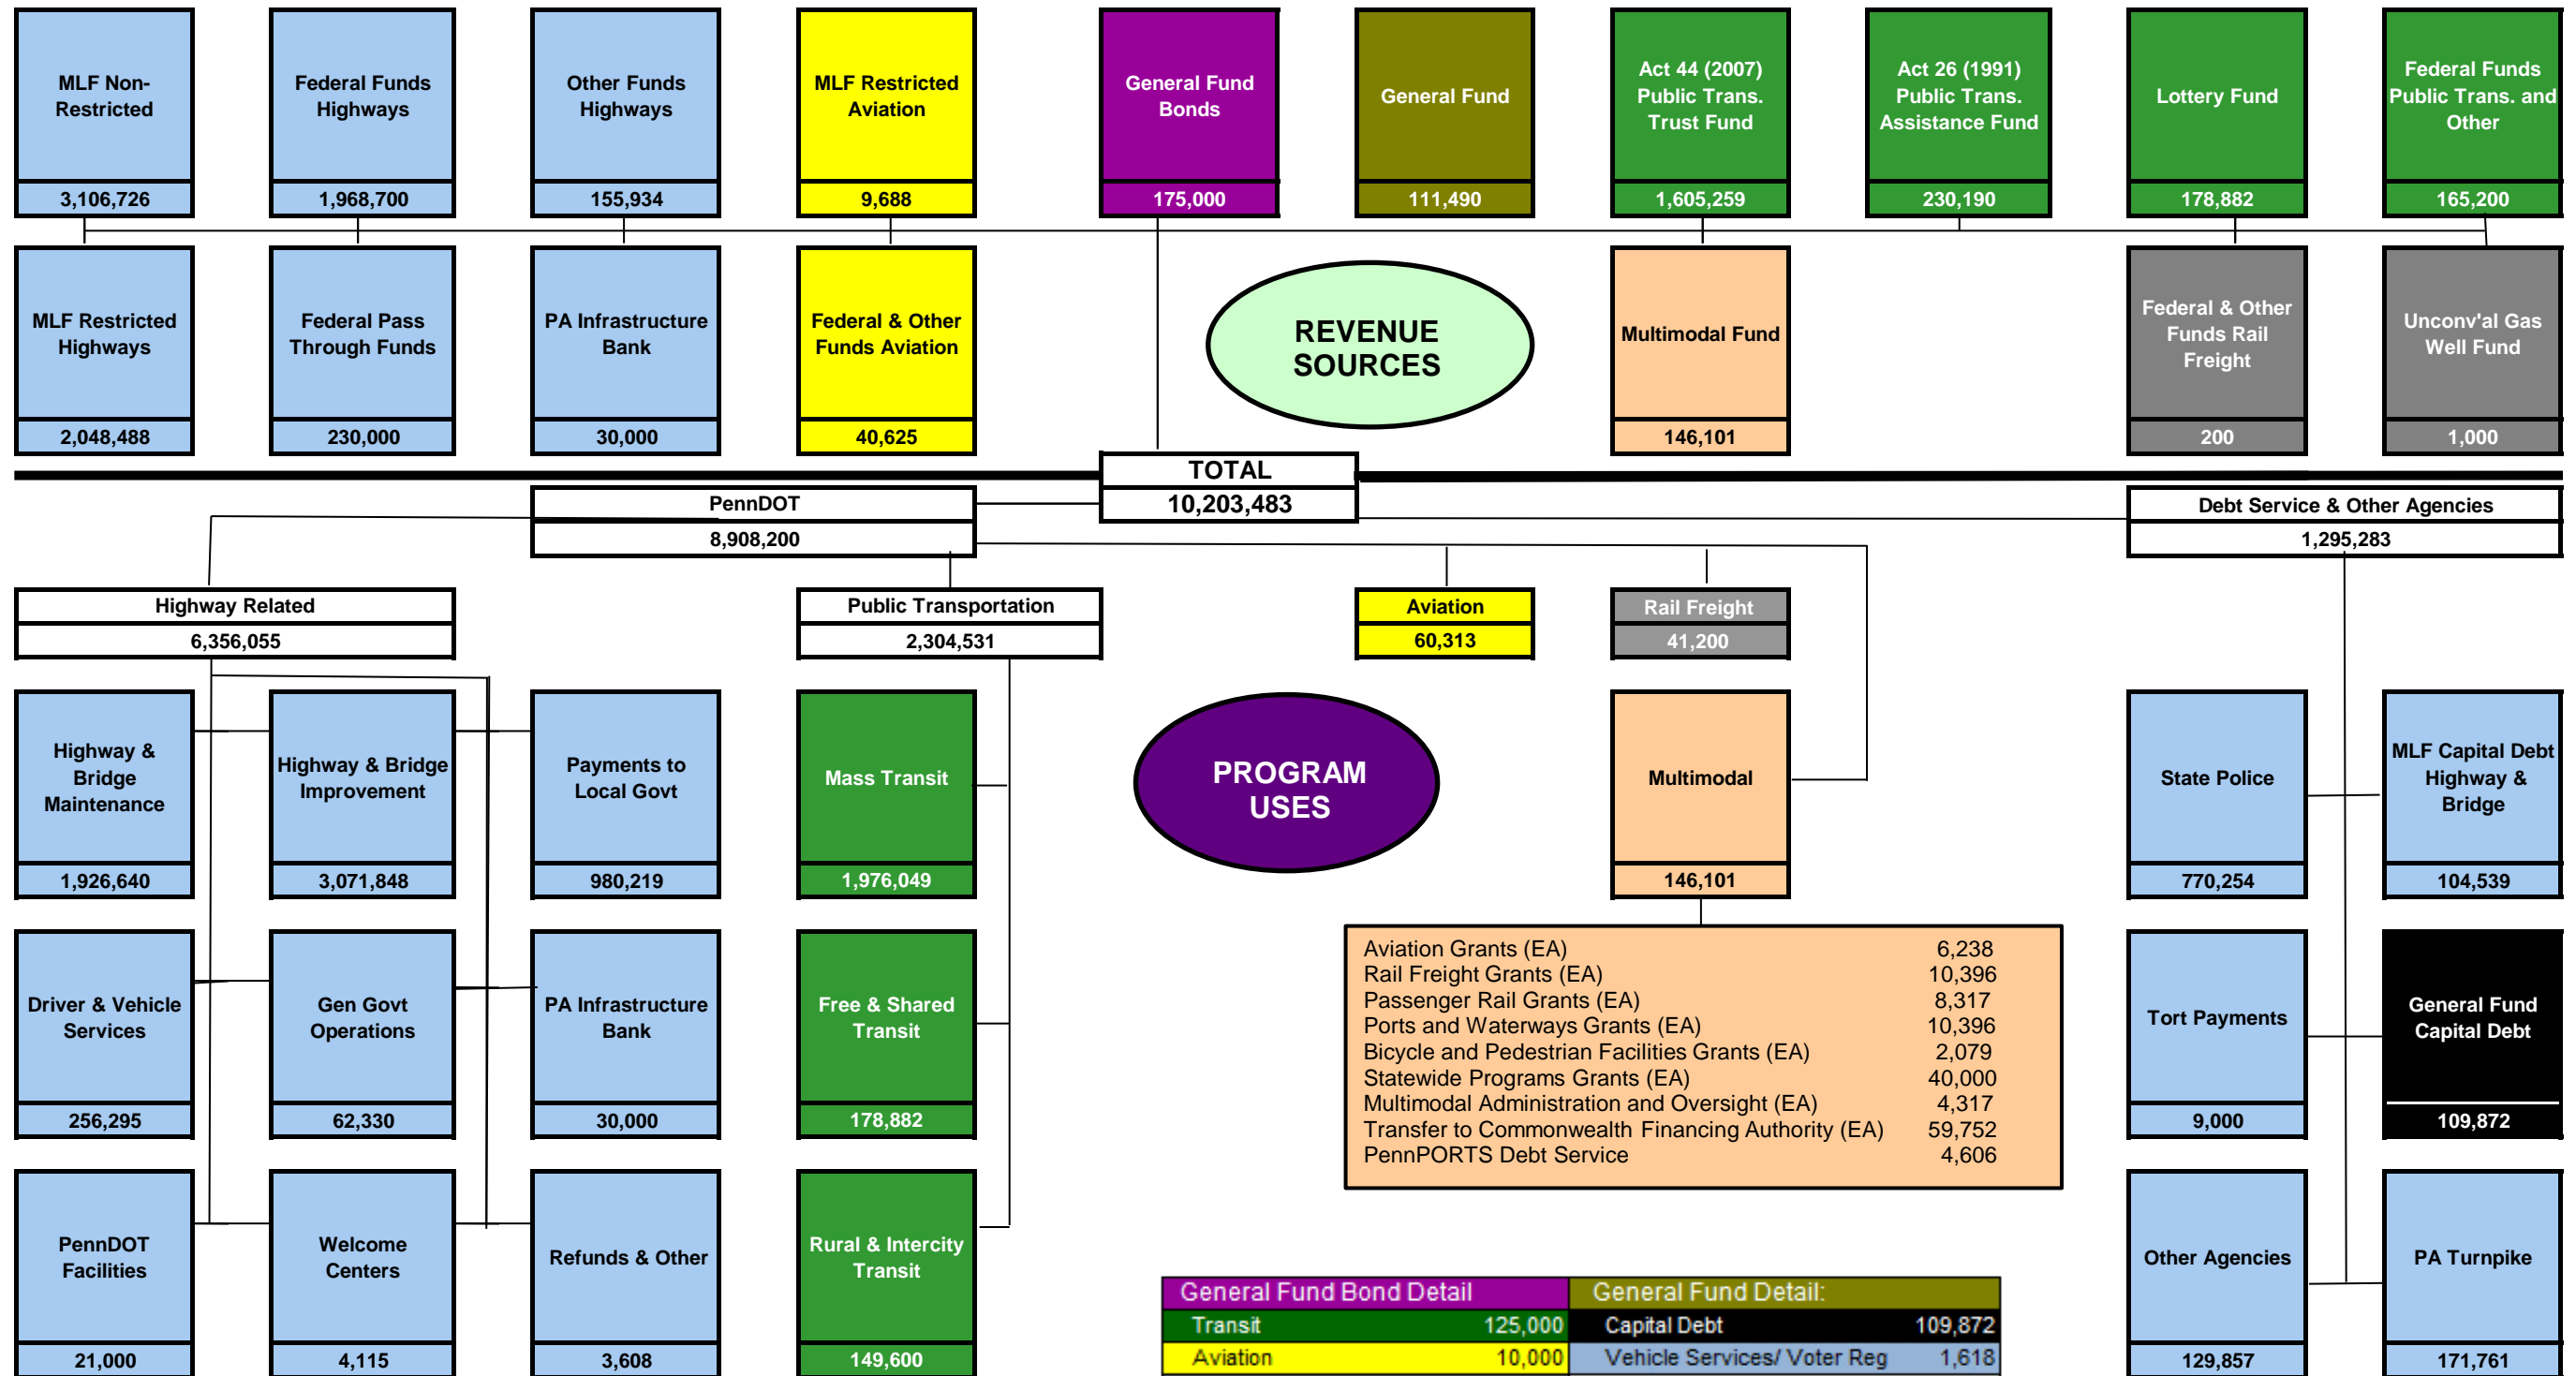 MLF Non-
Restricted
3,106,726
Federal Funds
Highways
1,968,700
Other Funds
Highways
155,934
MLF Restricted
Aviation
9,688
General Fund
Bonds
175,000
General Fund
111,490
Act 44 (2007)
Public Trans.
Trust Fund
1,605,259
Act 26 (1991)
Public Trans.
Assistance Fund
230,190
Lottery Fund
178,882
Federal Funds
Public Trans. and
Other
165,200
MLF Restricted
Highways
2,048,488
Federal Pass
Through Funds
230,000
PA Infrastructure
Bank
30,000
Federal & Other
Funds Aviation
40,625
REVENUE
SOURCES
Multimodal Fund
146,101
Federal & Other
Funds Rail
Freight
200
Unconv'al Gas
Well Fund
1,000
TOTAL
10,203,483
PennDOT
8,908,200
Debt Service & Other Agencies
1,295,283
Highway Related
6,356,055
Public Transportation
2,304,531
Aviation
60,313
Rail Freight
41,200
Highway &
Bridge
Maintenance
1,926,640
Highway & Bridge
Improvement
3,071,848
Payments to
Local Govt
980,219
Mass Transit
1,976,049
PROGRAM
USES
Multimodal
146,101
State Police
770,254
MLF Capital Debt
Highway &
Bridge
104,539
Driver & Vehicle
Services
256,295
Gen Govt
Operations
62,330
PA Infrastructure
Bank
30,000
Free & Shared
Transit
178,882
Aviation Grants (EA) 6,238
Rail Freight Grants (EA) 10,396
Passenger Rail Grants (EA) 8,317
Ports and Waterways Grants (EA) 10,396
Bicycle and Pedestrian Facilities Grants (EA) 2,079
Statewide Programs Grants (EA) 40,000
Multimodal Administration and Oversight (EA) 4,317
Transfer to Commonwealth Financing Authority (EA) 59,752
PennPORTS Debt Service 4,606
Tort Payments
9,000
General Fund
Capital Debt
109,872
PennDOT
Facilities
21,000
Welcome
Centers
4,115
Refunds & Other
3,608
Rural & Intercity
Transit
149,600
General Fund Bond Detail General Fund Detail:
Transit 125,000 Capital Debt 109,872
Aviation 10,000 Vehicle Services/ Voter Reg 1,618
Other Agencies
129,857
PA Turnpike
171,761